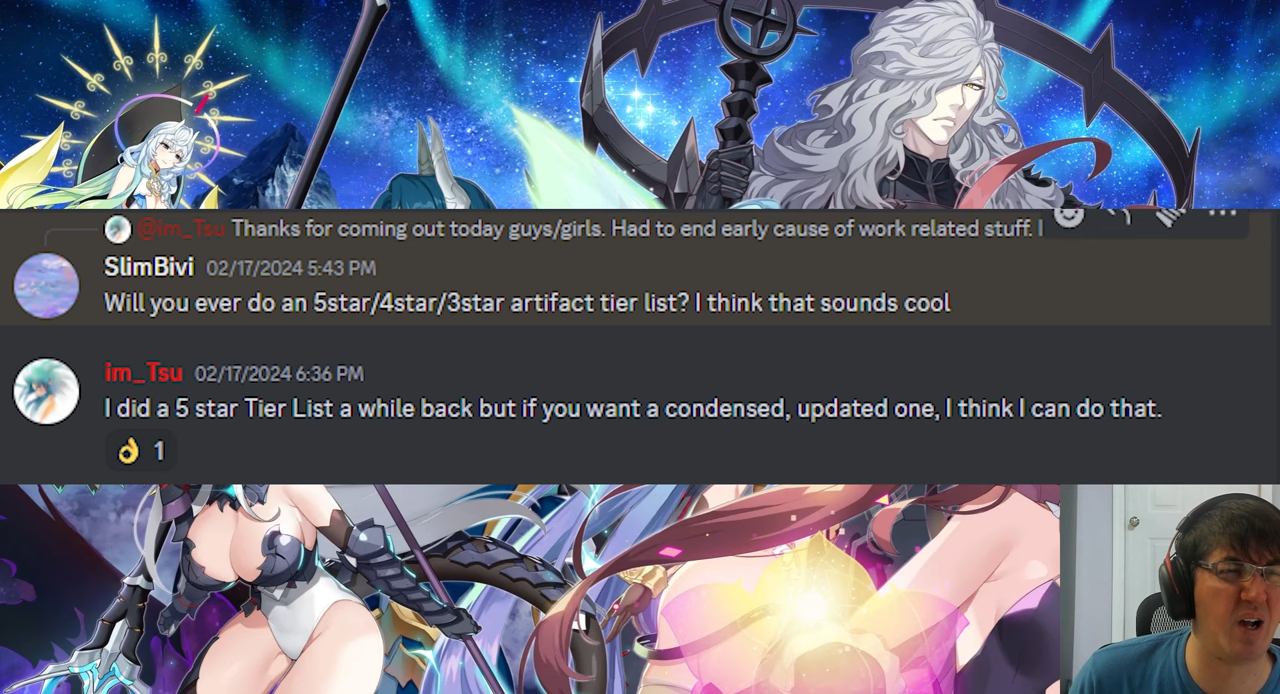 @im_Tsu Thanks for coming out today guys/girls. Had to end early cause of work related stuff. I
SlimBivi 02/17/2024 5:43 PM
Will you ever do an 5star/4star/3star artifact tier list? I think that sounds cool
im_Tsu 02/17/2024 6:36 PM
I did a 5 star Tier List a while back but if you want a condensed, updated one, I think I can do that.
👌 1